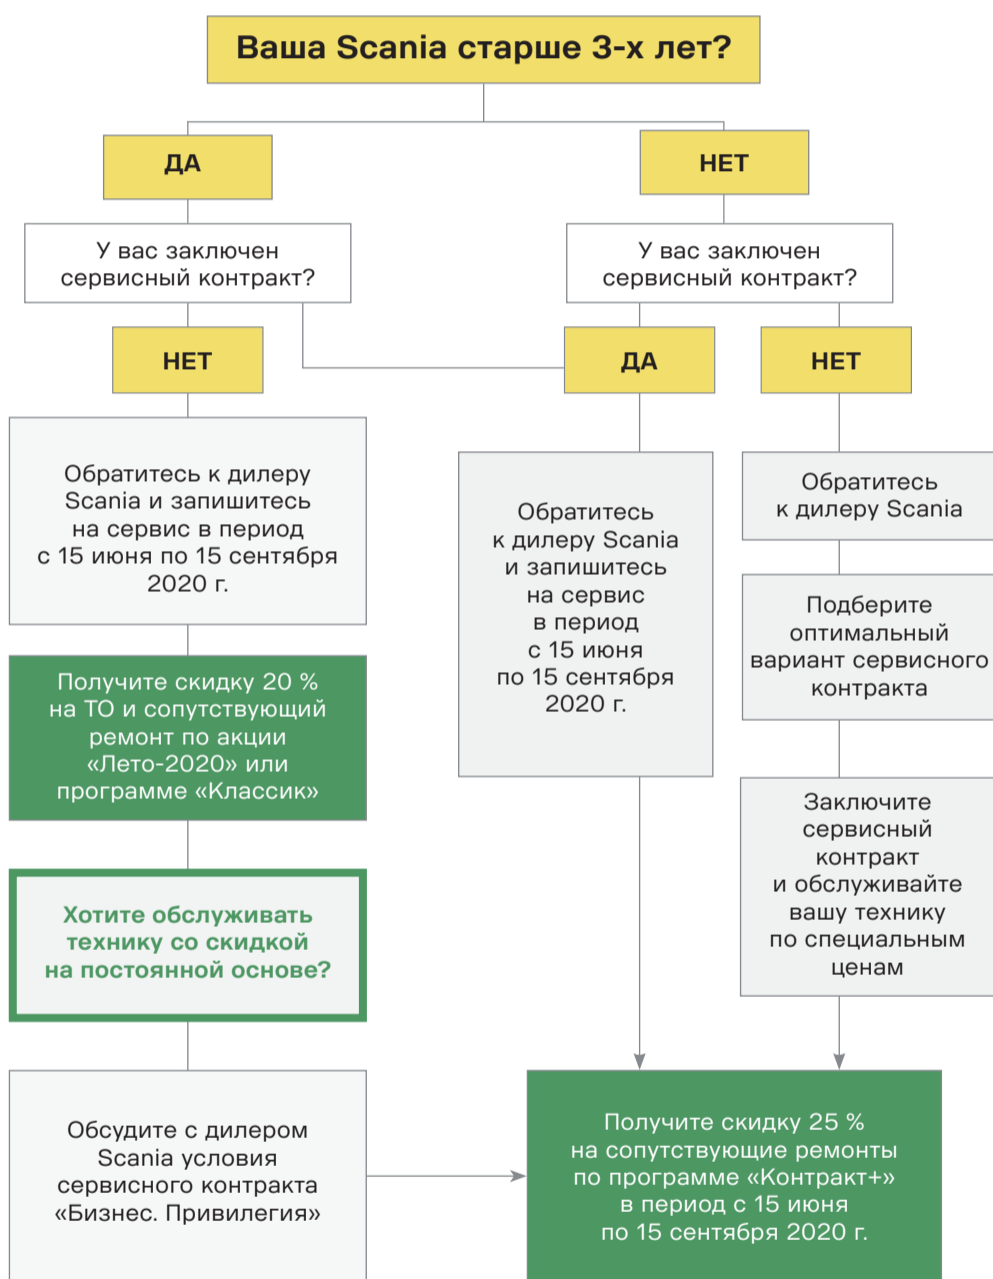 Ваша Scania старше 3-х лет?
ДА
НЕТ
У вас заключен
сервисный контракт?
У вас заключен
сервисный контракт?
НЕТ
ДА
НЕТ
Обратитесь к дилеру
Scania и запишитесь
на сервис в период
с 15 июня по 15 сентября
2020 г.
Получите скидку 20 %
на ТО и сопутствующий
ремонт по акции
«Лето-2020» или
программе «Классик»
Хотите обслуживать
технику со скидкой
на постоянной основе?
Обсудите с дилером
Scania условия
сервисного контракта
«Бизнес. Привилегия»
Обратитесь
к дилеру Scania
и запишитесь
на сервис
в период
с 15 июня
по 15 сентября
2020 г.
Обратитесь
к дилеру Scania
Подберите
оптимальный
вариант сервисного
контракта
Заключите
сервисный
контракт
и обслуживайте
вашу технику
по специальным
ценам
Получите скидку 25 %
на сопутствующие ремонты
по программе «Контракт+»
в период с 15 июня
по 15 сентября 2020 г.